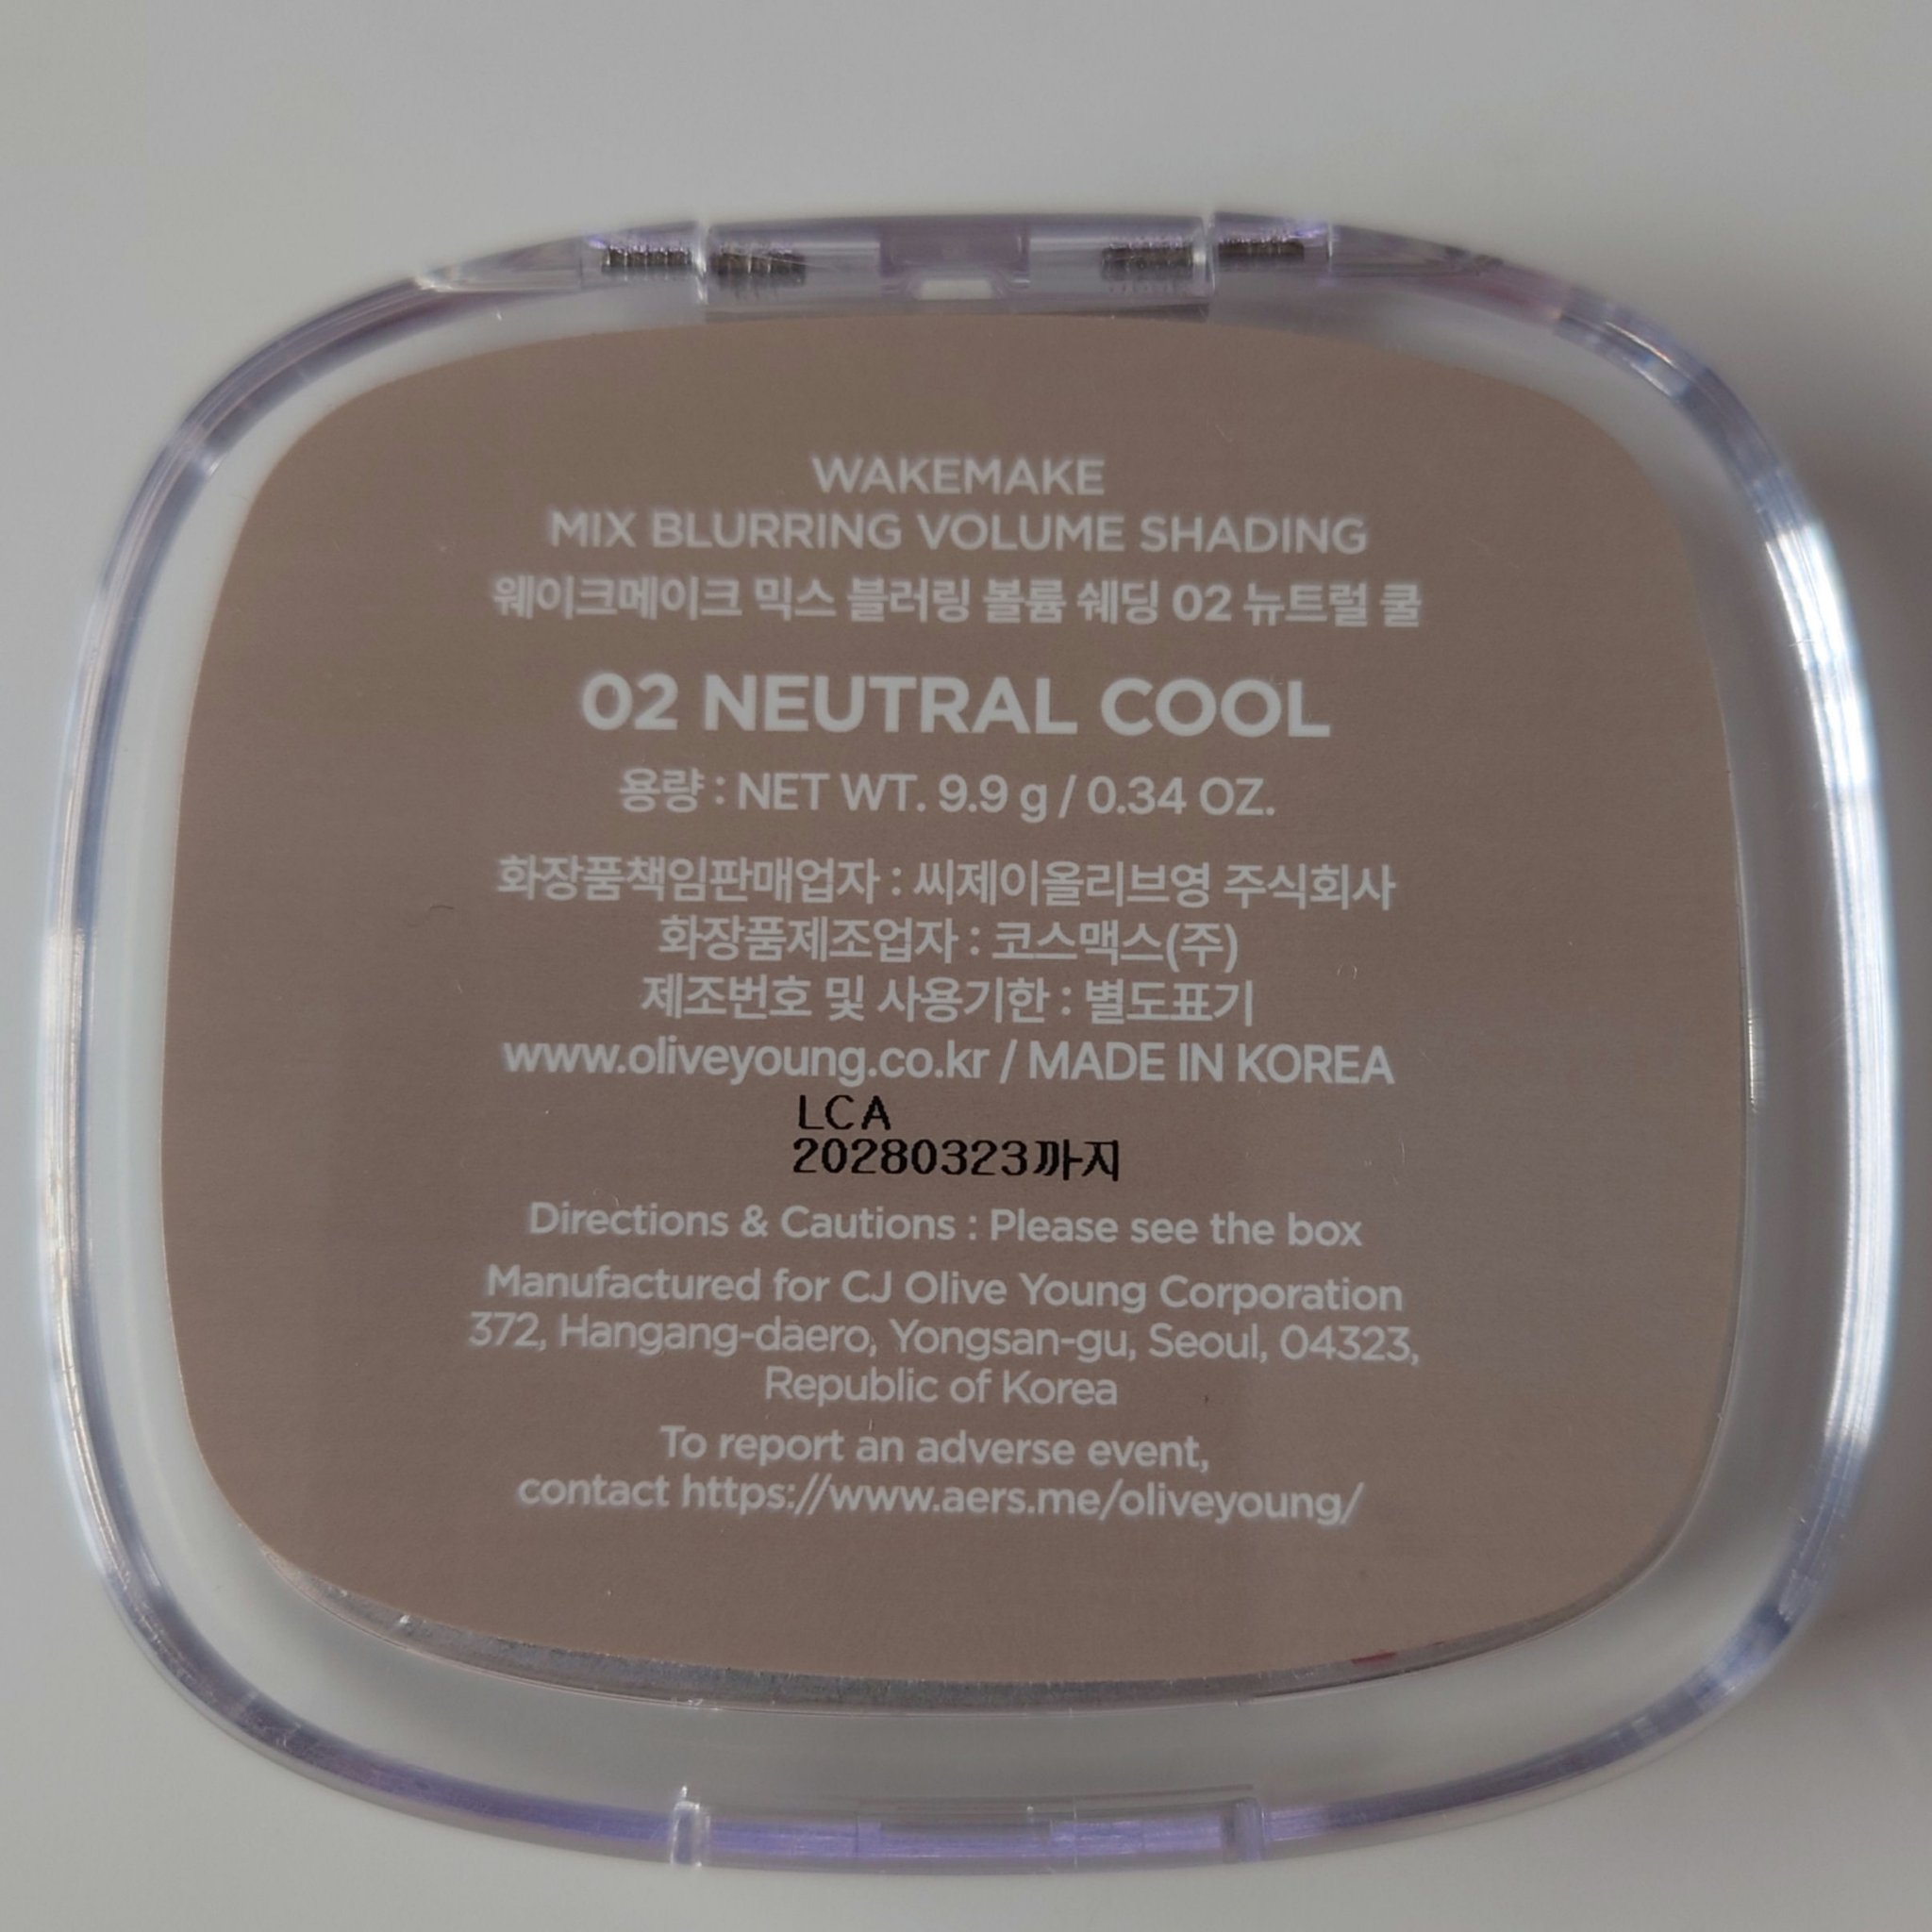 WAKEMAKE
MIX BLURRING VOLUME SHADING
웨이크메이크 믹스 블러링 볼륨 쉐딩 02 뉴트럴 쿨
02 NEUTRAL COOL
용량 : NET WT. 9.9 g / 0.34 OZ.
화장품책임판매업자 : 씨제이올리브영 주식회사
화장품제조업자 : 코스맥스(주)
제조번호 및 사용기한 : 별도표기
www.oliveyoung.co.kr / MADE IN KOREA
LCA
20280323까지
Directions & Cautions : Please see the box
Manufactured for CJ Olive Young Corporation
372, Hangang-daero, Yongsan-gu, Seoul, 04323,
Republic of Korea
To report an adverse event,
contact https://www.aers.me/oliveyoung/